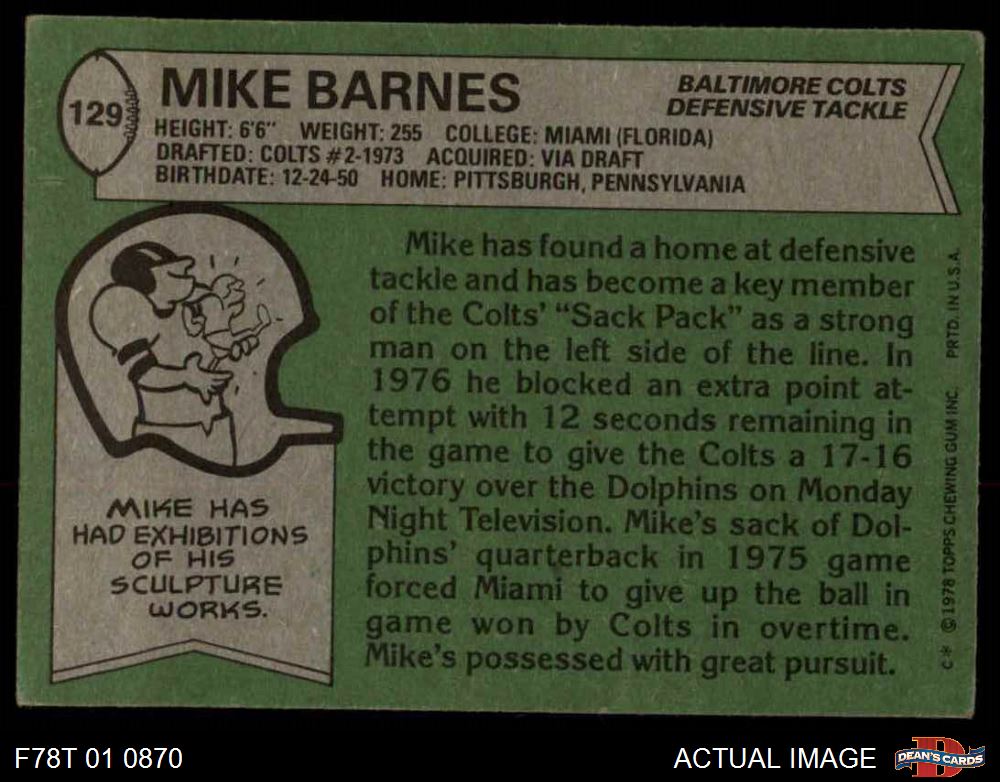 129
MIKE BARNES
BALTIMORE COLTS
DEFENSIVE TACKLE
HEIGHT: 6'6" WEIGHT: 255 COLLEGE: MIAMI (FLORIDA)
DRAFTED: COLTS #2-1973 ACQUIRED: VIA DRAFT
BIRTHDATE: 12-24-50 HOME: PITTSBURGH, PENNSYLVANIA
MIKE HAS
HAD EXHIBITIONS
OF HIS
SCULPTURE
WORKS.
Mike has found a home at defensive
tackle and has become a key member
of the Colts' "Sack Pack" as a strong
man on the left side of the line. In
1976 he blocked an extra point at-
tempt with 12 seconds remaining in
the game to give the Colts a 17-16
victory over the Dolphins on Monday
Night Television. Mike's sack of Dol-
phins' quarterback in 1975 game
forced Miami to give up the ball in
game won by Colts in overtime.
Mike's possessed with great pursuit.
C* ©1978 TOPPS CHEWING GUM INC. PRTD. IN U.S.A.
F78T 01 0870
ACTUAL IMAGE
D
DEAN'S CARDS